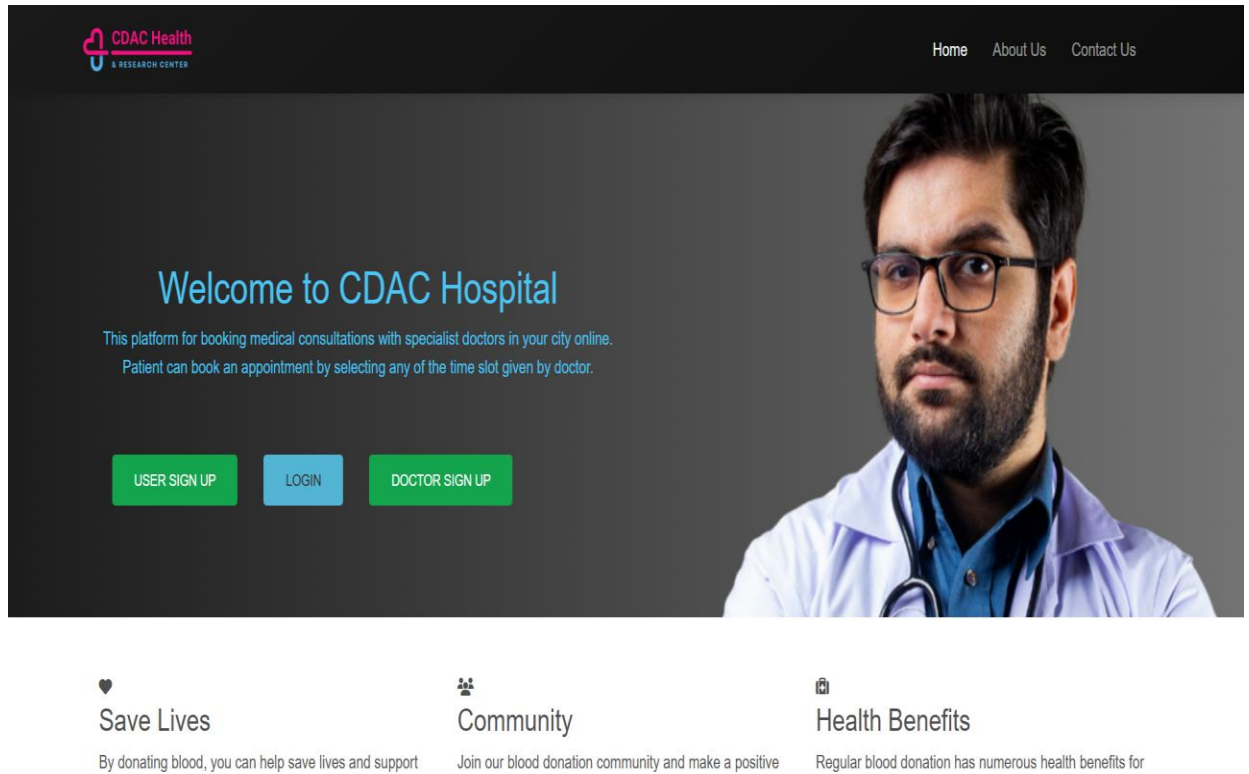 CDAC Health
& RESEARCH CENTER
Home About Us Contact Us
Welcome to CDAC Hospital
This platform for booking medical consultations with specialist doctors in your city online.
Patient can book an appointment by selecting any of the time slot given by doctor.
USER SIGN UP LOGIN DOCTOR SIGN UP
Save Lives
By donating blood, you can help save lives and support
Community
Join our blood donation community and make a positive
Health Benefits
Regular blood donation has numerous health benefits for